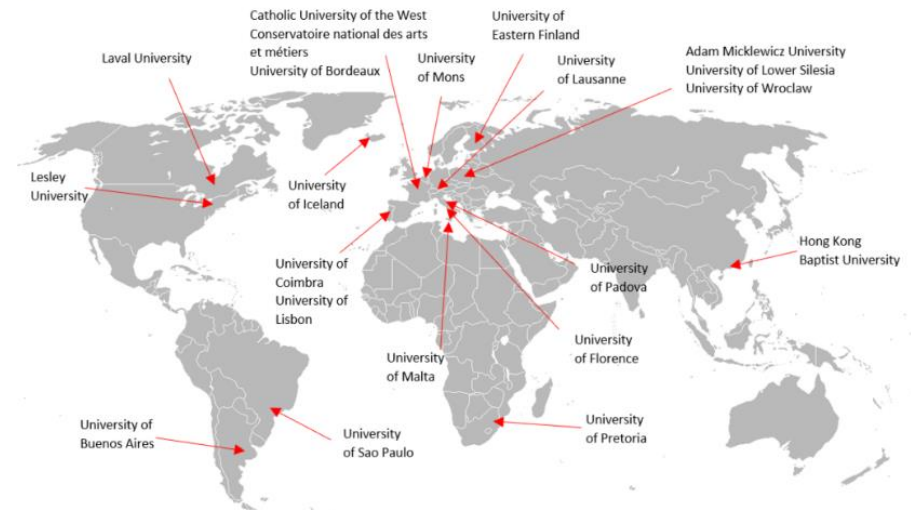 Catholic University of the West
Conservatoire national des arts
et métiers
University of Bordeaux
University of
Eastern Finland
Laval University
University
of Mons
University
of Lausanne
Adam Micklewicz University
University of Lower Silesia
University of Wroclaw
Lesley
University
University
of Iceland
Hong Kong
Baptist University
University of
Coimbra
University of
Lisbon
University
of Padova
University
of Florence
University
of Malta
University of
Buenos Aires
University
of Sao Paulo
University
of Pretoria